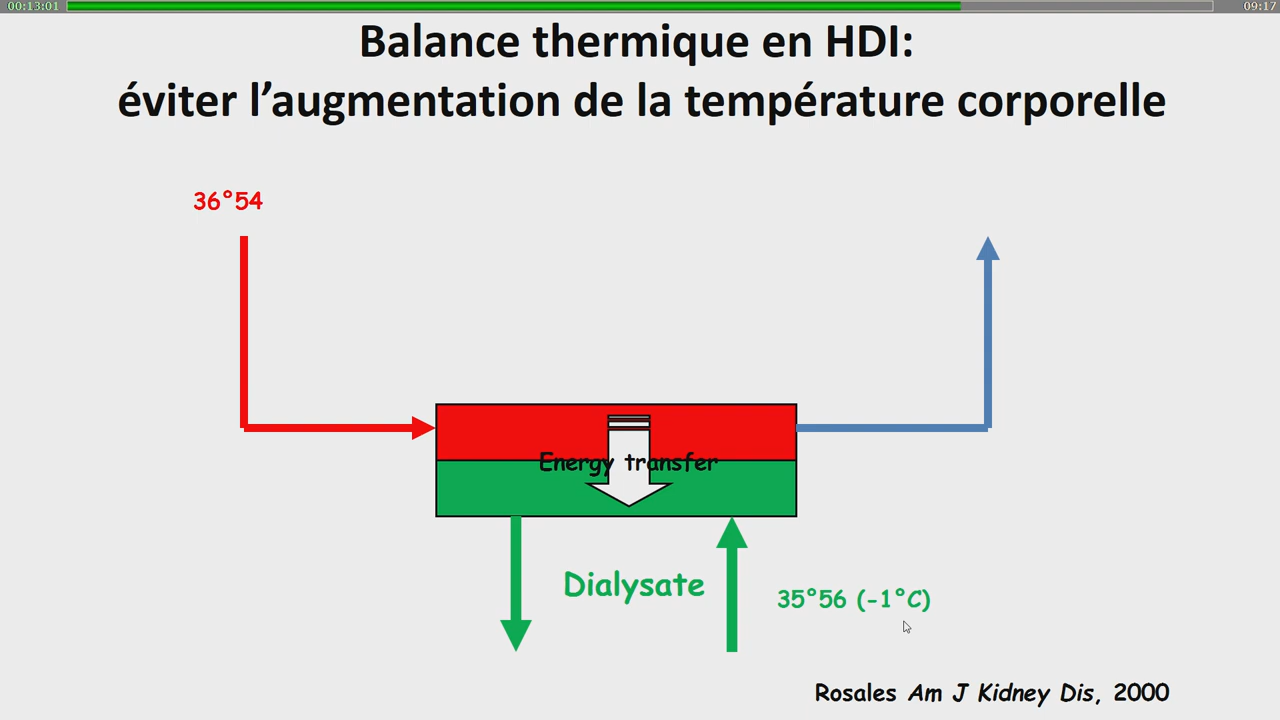 00:13:01
09:17
Balance thermique en HDI:
éviter l’augmentation de la température corporelle
36°54
Energy transfer
Dialysate
35°56 (-1°C)
Rosales Am J Kidney Dis, 2000